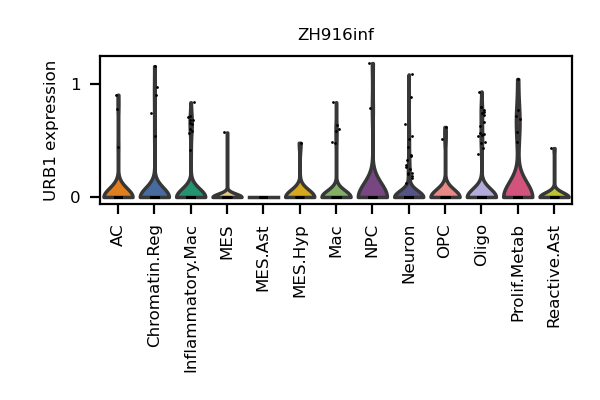 ZH916inf
URB1 expression
1
0
AC
Chromatin.Reg
Inflammatory.Mac
MES
MES.Ast
MES.Hyp
Mac
NPC
Neuron
OPC
Oligo
Prolif.Metab
Reactive.Ast